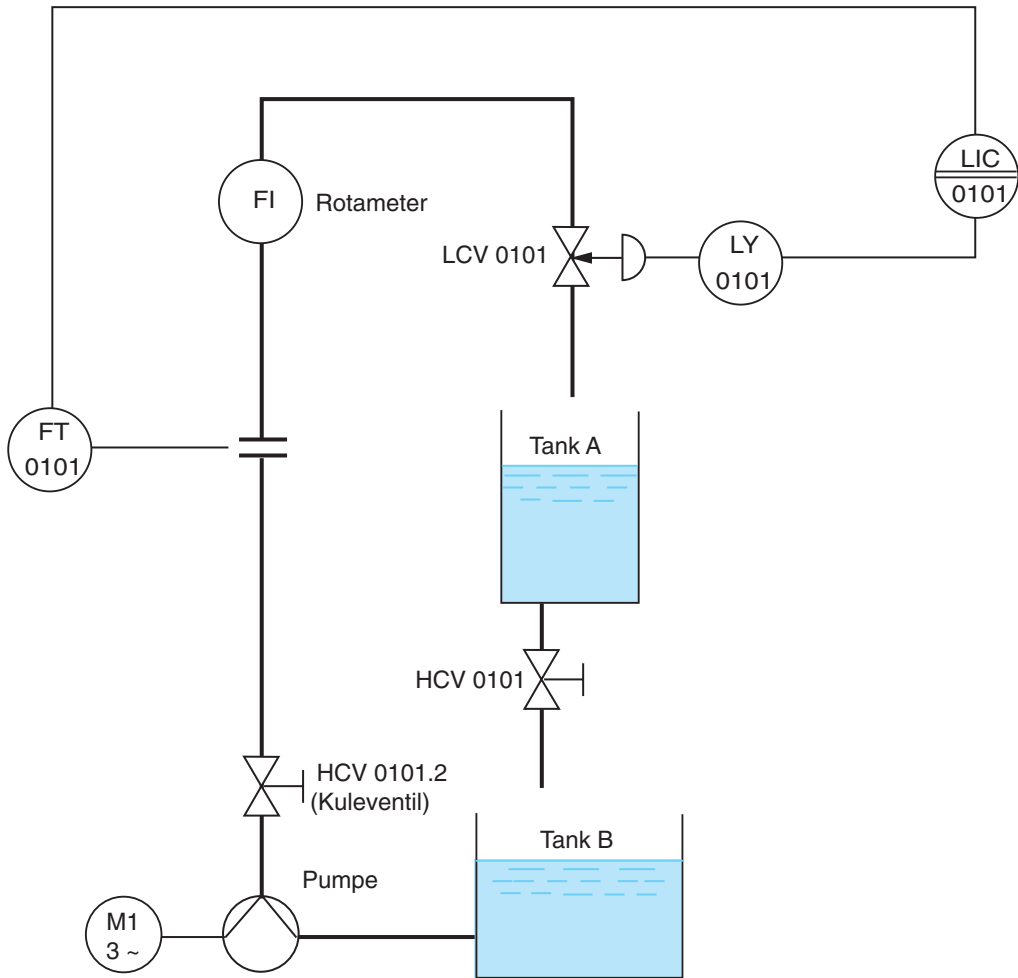 LIC
0101
FI
Rotameter
LCV 0101
LY
0101
FT
0101
Tank A
HCV 0101
HCV 0101.2
(Kuleventil)
Tank B
Pumpe
M1
3 ~